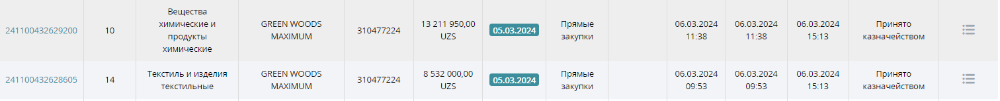 241100432629200
10
Вещества
химические и
продукты
химические
GREEN WOODS
MAXIMUM
310477224
13 211 950,00
UZS
05.03.2024
Прямые
закупки
06.03.2024
11:38
06.03.2024
11:38
06.03.2024
15:13
Принято
казначейством
241100432628605
14
Текстиль и изделия
текстильные
GREEN WOODS
MAXIMUM
310477224
8 532 000,00
UZS
05.03.2024
Прямые
закупки
06.03.2024
09:53
06.03.2024
09:53
06.03.2024
15:13
Принято
казначейством